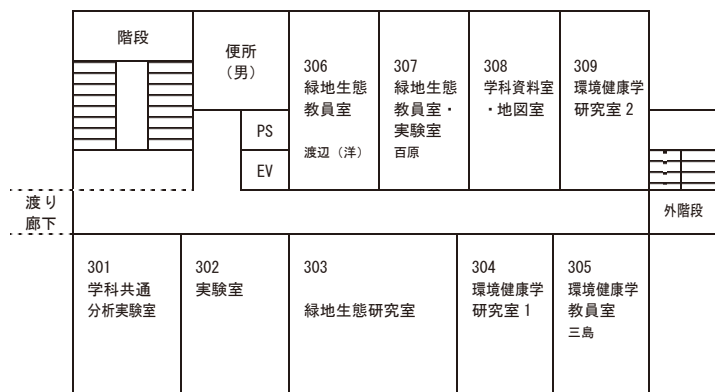 階段
便所
（男）
PS
EV
306
緑地生態
教員室
渡辺（洋）
307
緑地生態
教員室・
実験室
百原
308
学科資料室
・地図室
309
環境健康学
研究室２
渡り
廊下
外階段
301
学科共通
分析実験室
302
実験室
303
緑地生態研究室
304
環境健康学
研究室１
305
環境健康学
教員室
三島